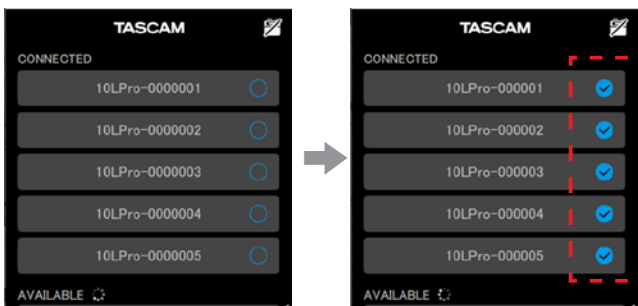 TASCAM
CONNECTED
10LPro-0000001
10LPro-0000002
10LPro-0000003
10LPro-0000004
10LPro-0000005
AVAILABLE
TASCAM
CONNECTED
10LPro-000001
10LPro-000002
10LPro-000003
10LPro-000004
10LPro-000005
AVAILABLE